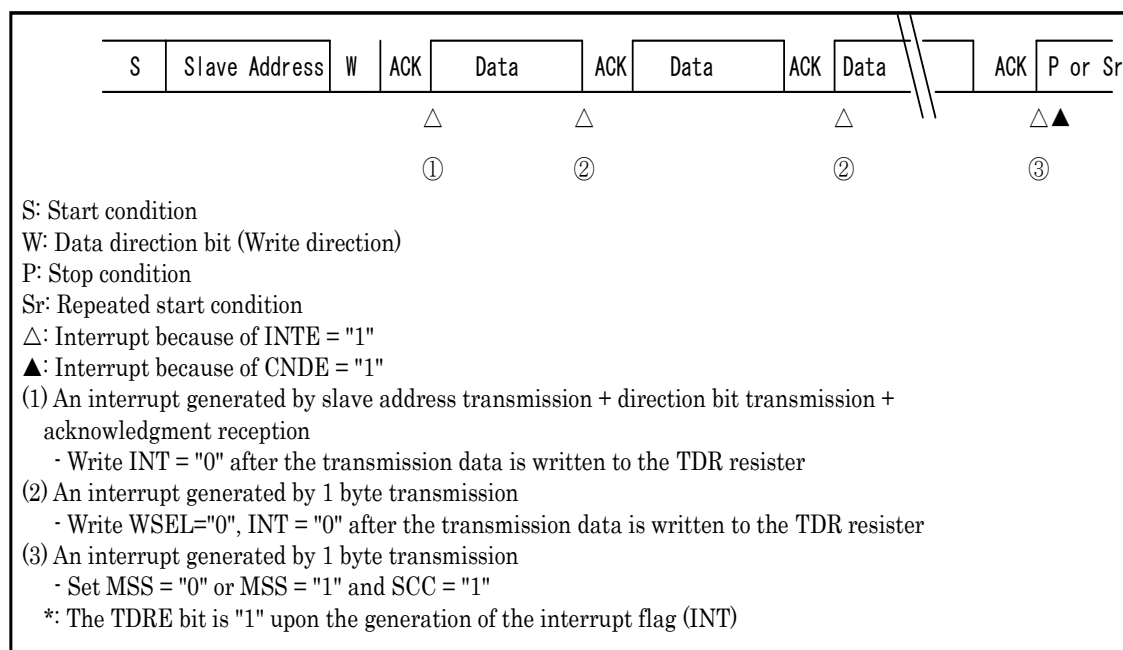 S Slave Address W ACK Data ACK Data ACK Data ACK P or Sr
△ △ △ △▲
① ② ② ③
S: Start condition
W: Data direction bit (Write direction)
P: Stop condition
Sr: Repeated start condition
△: Interrupt because of INTE = "1"
▲: Interrupt because of CNDE = "1"
(1) An interrupt generated by slave address transmission + direction bit transmission +
acknowledgment reception
- Write INT = "0" after the transmission data is written to the TDR resister
(2) An interrupt generated by 1 byte transmission
- Write WSEL="0", INT = "0" after the transmission data is written to the TDR resister
(3) An interrupt generated by 1 byte transmission
- Set MSS = "0" or MSS = "1" and SCC = "1"
*: The TDRE bit is "1" upon the generation of the interrupt flag (INT)